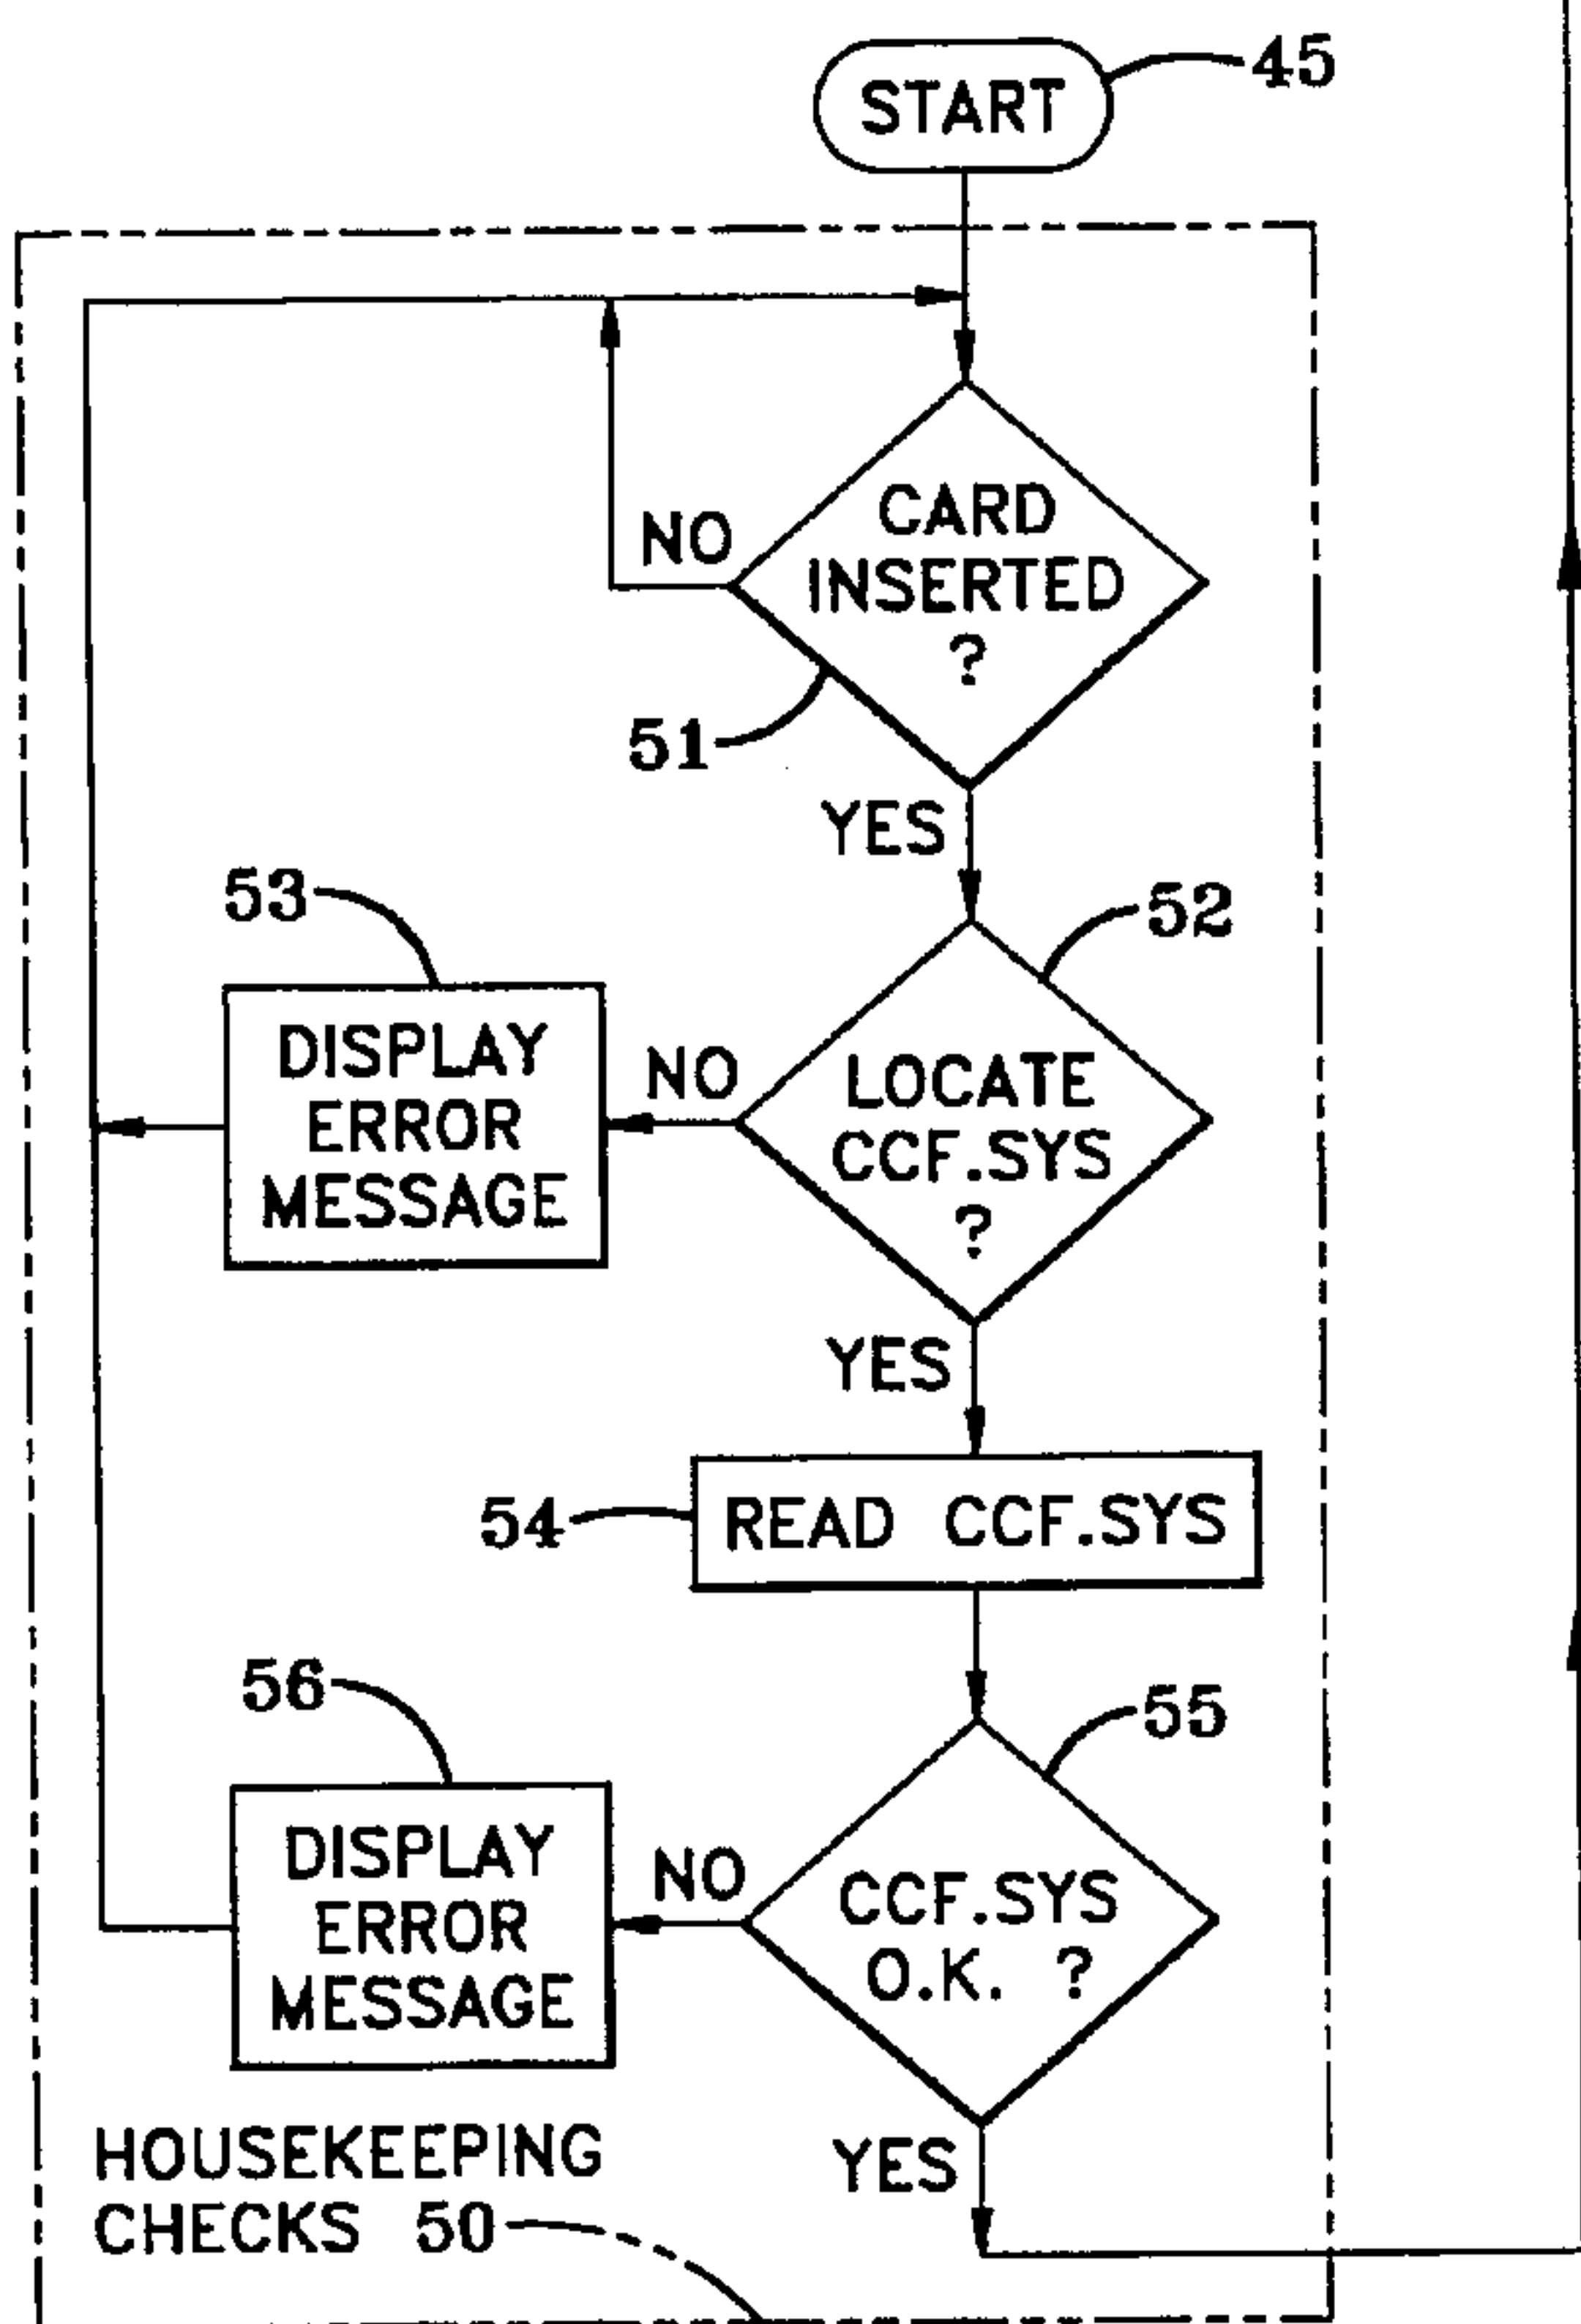 START
45
CARD
INSERTED
?
NO
51
YES
53
52
DISPLAY
ERROR
MESSAGE
NO
LOCATE
CCF.SYS
?
YES
54
READ CCF.SYS
56
55
DISPLAY
ERROR
MESSAGE
NO
CCF.SYS
O.K. ?
HOUSEKEEPING
CHECKS 50
YES